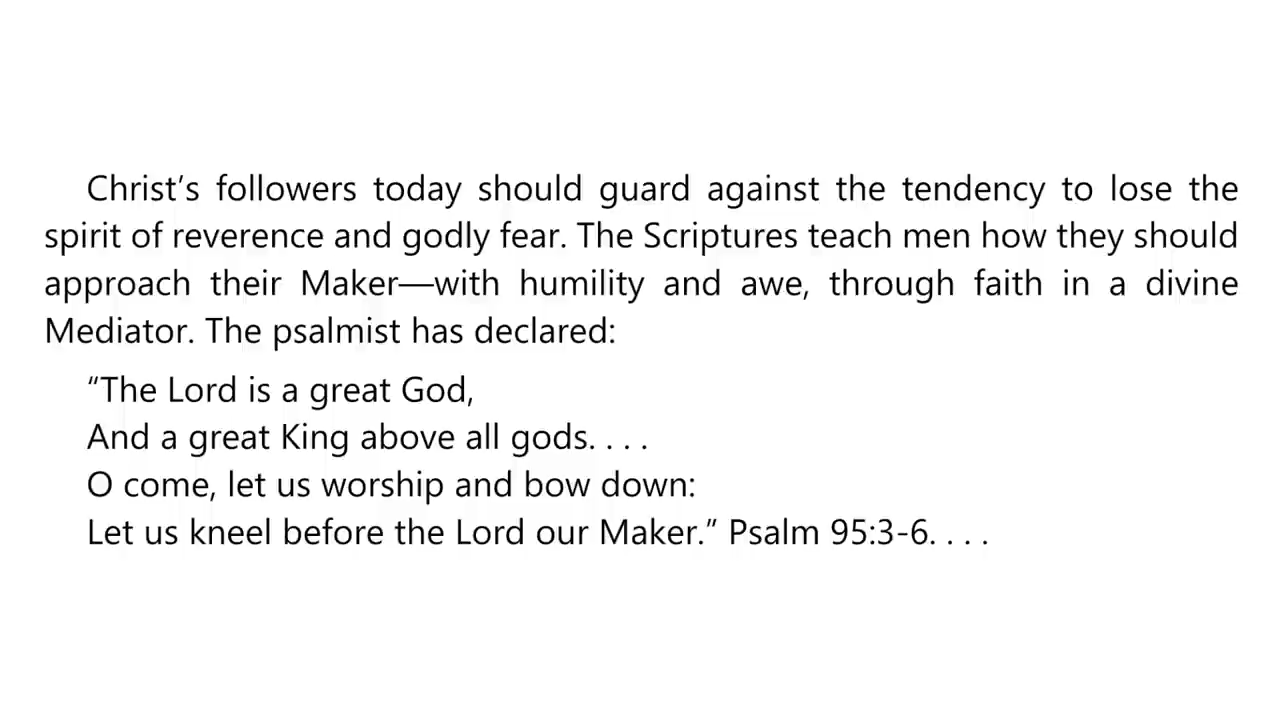 Christ’s followers today should guard against the tendency to lose the
spirit of reverence and godly fear. The Scriptures teach men how they should
approach their Maker—with humility and awe, through faith in a divine
Mediator. The psalmist has declared:
“The Lord is a great God,
And a great King above all gods. . . .
O come, let us worship and bow down:
Let us kneel before the Lord our Maker.” Psalm 95:3-6. . . .